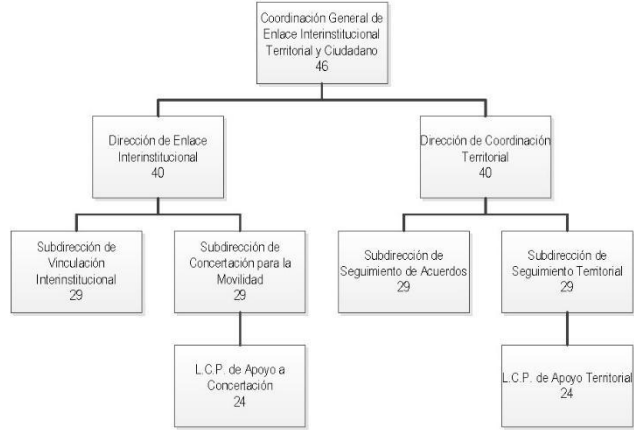 Coordinación General de
Enlace Interinstitucional
Territorial y Ciudadano
46
Dirección de Enlace
Interinstitucional
40
Dirección de Coordinación
Territorial
40
Subdirección de
Vinculación
Interinstitucional
29
Subdirección de
Concertación para la
Movilidad
29
Subdirección de
Seguimiento de Acuerdos
29
Subdirección de
Seguimiento Territorial
29
L.C.P. de Apoyo a
Concertación
24
L.C.P. de Apoyo Territorial
24